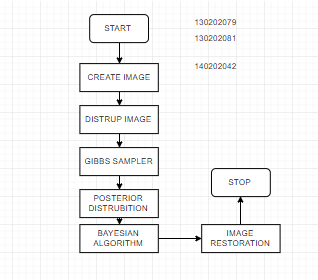 START
130202079
130202081
140202042
CREATE IMAGE
DISTRUP IMAGE
GIBBS SAMPLER
POSTERIOR
DISTRUBITION
BAYESIAN
ALGORITHM
IMAGE
RESTORATION
STOP